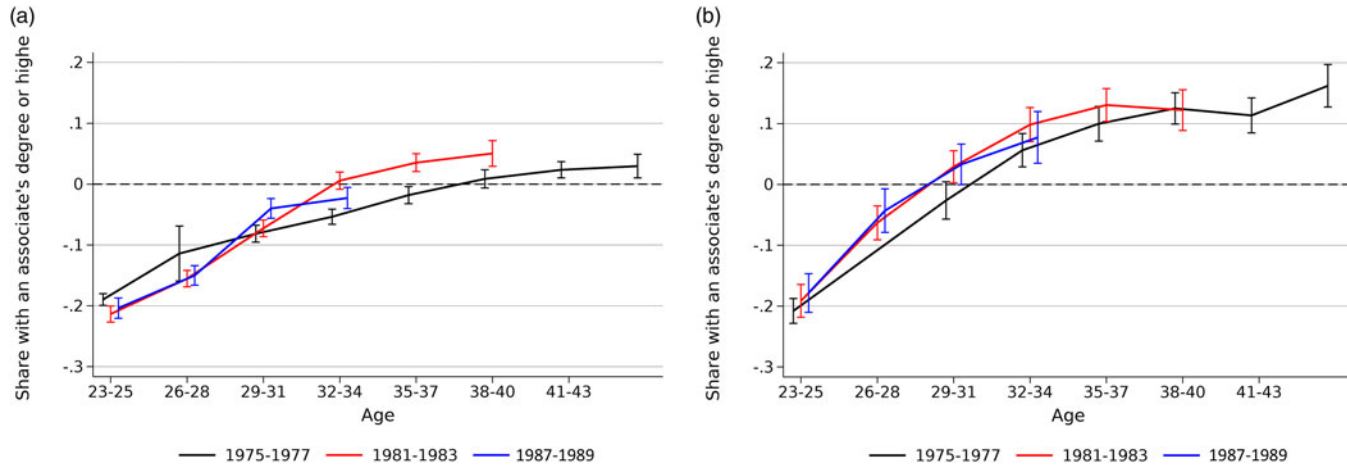 (a)
Share with an associate's degree or highe
.2
.1
0
-.1
-.2
-.3
23-25 26-28 29-31 32-34 35-37 38-40 41-43
Age
1975-1977 1981-1983 1987-1989
(b)
Share with an associate's degree or highe
.2
.1
0
-.1
-.2
-.3
23-25 26-28 29-31 32-34 35-37 38-40 41-43
Age
1975-1977 1981-1983 1987-1989